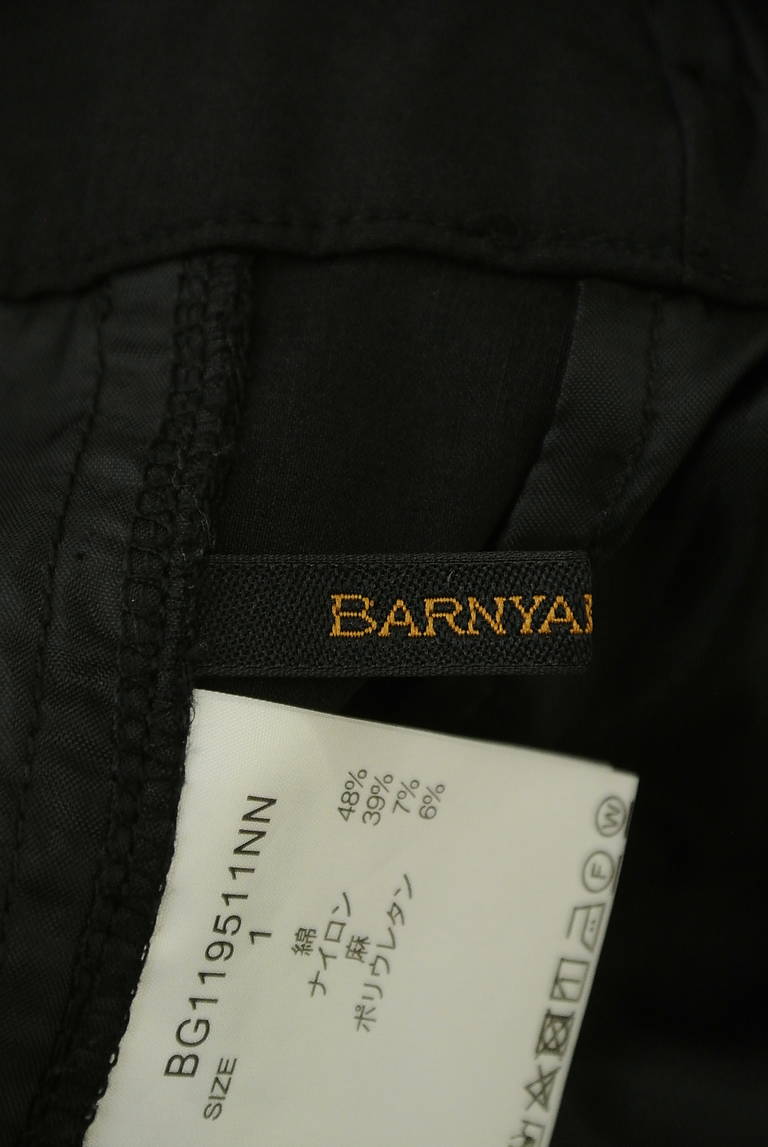 BARNYA
BG119511NN
SIZE 1
綿 48%
ナイロン 39%
麻 7%
ポリウレタン 6%
F
W